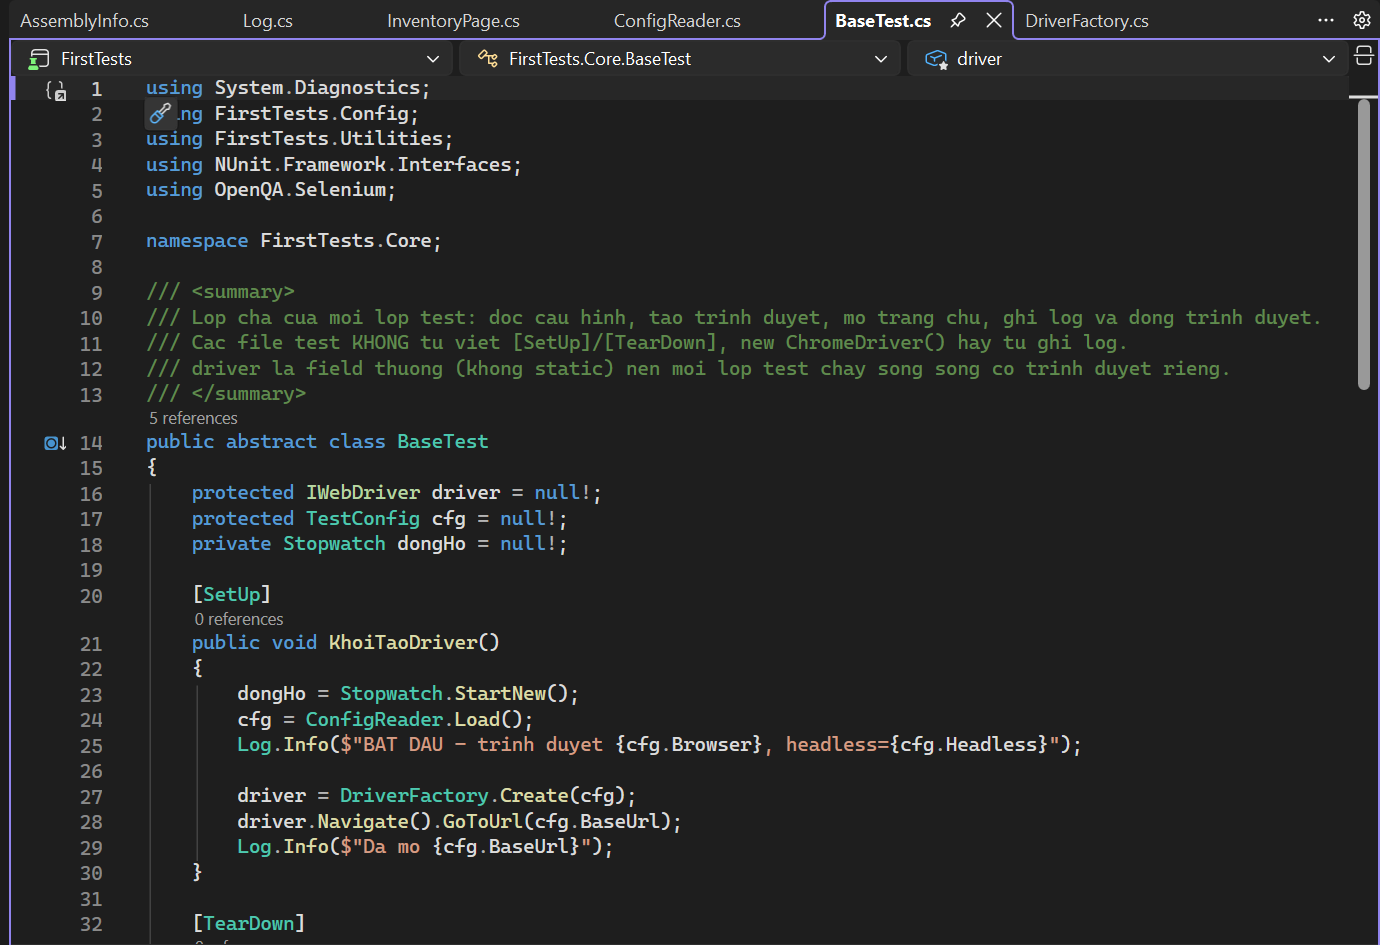 AssemblyInfo.cs Log.cs InventoryPage.cs ConfigReader.cs BaseTest.cs DriverFactory.cs
FirstTests FirstTests.Core.BaseTest driver
1 using System.Diagnostics;
2 ng FirstTests.Config;
3 using FirstTests.Utilities;
4 using NUnit.Framework.Interfaces;
5 using OpenQA.Selenium;
6
7 namespace FirstTests.Core;
8
9 /// <summary>
10 /// Lop cha cua moi lop test: doc cau hinh, tao trinh duyet, mo trang chu, ghi log va dong trinh duyet.
11 /// Cac file test KHONG tu viet [SetUp]/[TearDown], new ChromeDriver() hay tu ghi log.
12 /// driver la field thuong (khong static) nen moi lop test chay song song co trinh duyet rieng.
13 /// </summary>
5 references
14 public abstract class BaseTest
15 {
16 protected IWebDriver driver = null!;
17 protected TestConfig cfg = null!;
18 private Stopwatch dongHo = null!;
19
20 [SetUp]
0 references
21 public void KhoiTaoDriver()
22 {
23 dongHo = Stopwatch.StartNew();
24 cfg = ConfigReader.Load();
25 Log.Info($"BAT DAU - trinh duyet {cfg.Browser}, headless={cfg.Headless}");
26
27 driver = DriverFactory.Create(cfg);
28 driver.Navigate().GoToUrl(cfg.BaseUrl);
29 Log.Info($"Da mo {cfg.BaseUrl}");
30 }
31
32 [TearDown]